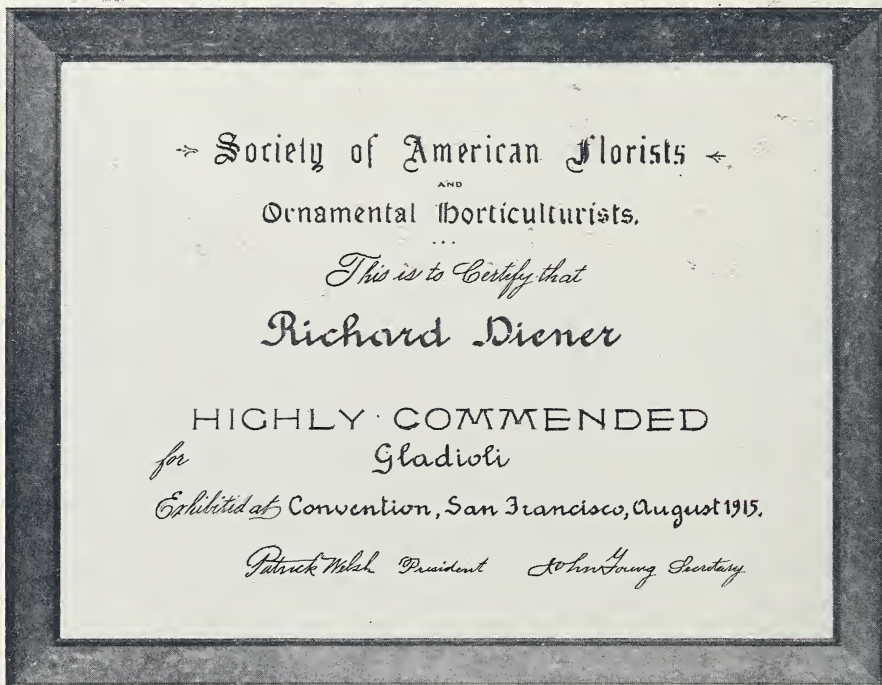 Society of American Florists
AND
Ornamental Horticulturists.
This is to Certify that
Richard Diener
HIGHLY COMMENDED
for Gladioli
Exhibited at Convention, San Francisco, August 1915.
Patrick Welsh President John Young Secretary